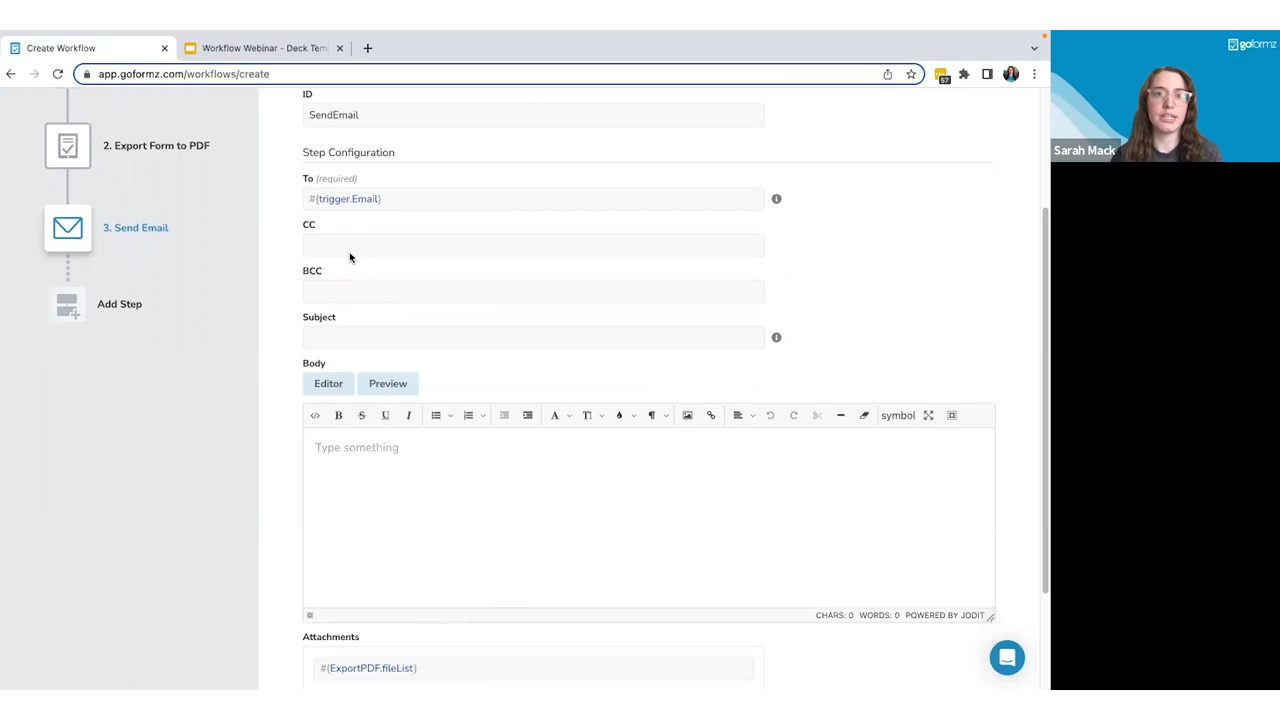 Create Workflow
Workflow Webinar - Deck Tem
goformz
app.goformz.com/workflows/create
57
Sarah Mack
ID
SendEmail
2. Export Form to PDF
Step Configuration
To (required)
#{trigger.Email}
CC
3. Send Email
BCC
Add Step
Subject
Body
Editor Preview
symbol
Type something
CHARS: 0 WORDS: 0 POWERED BY JODIT
Attachments
#{ExportPDF.fileList}